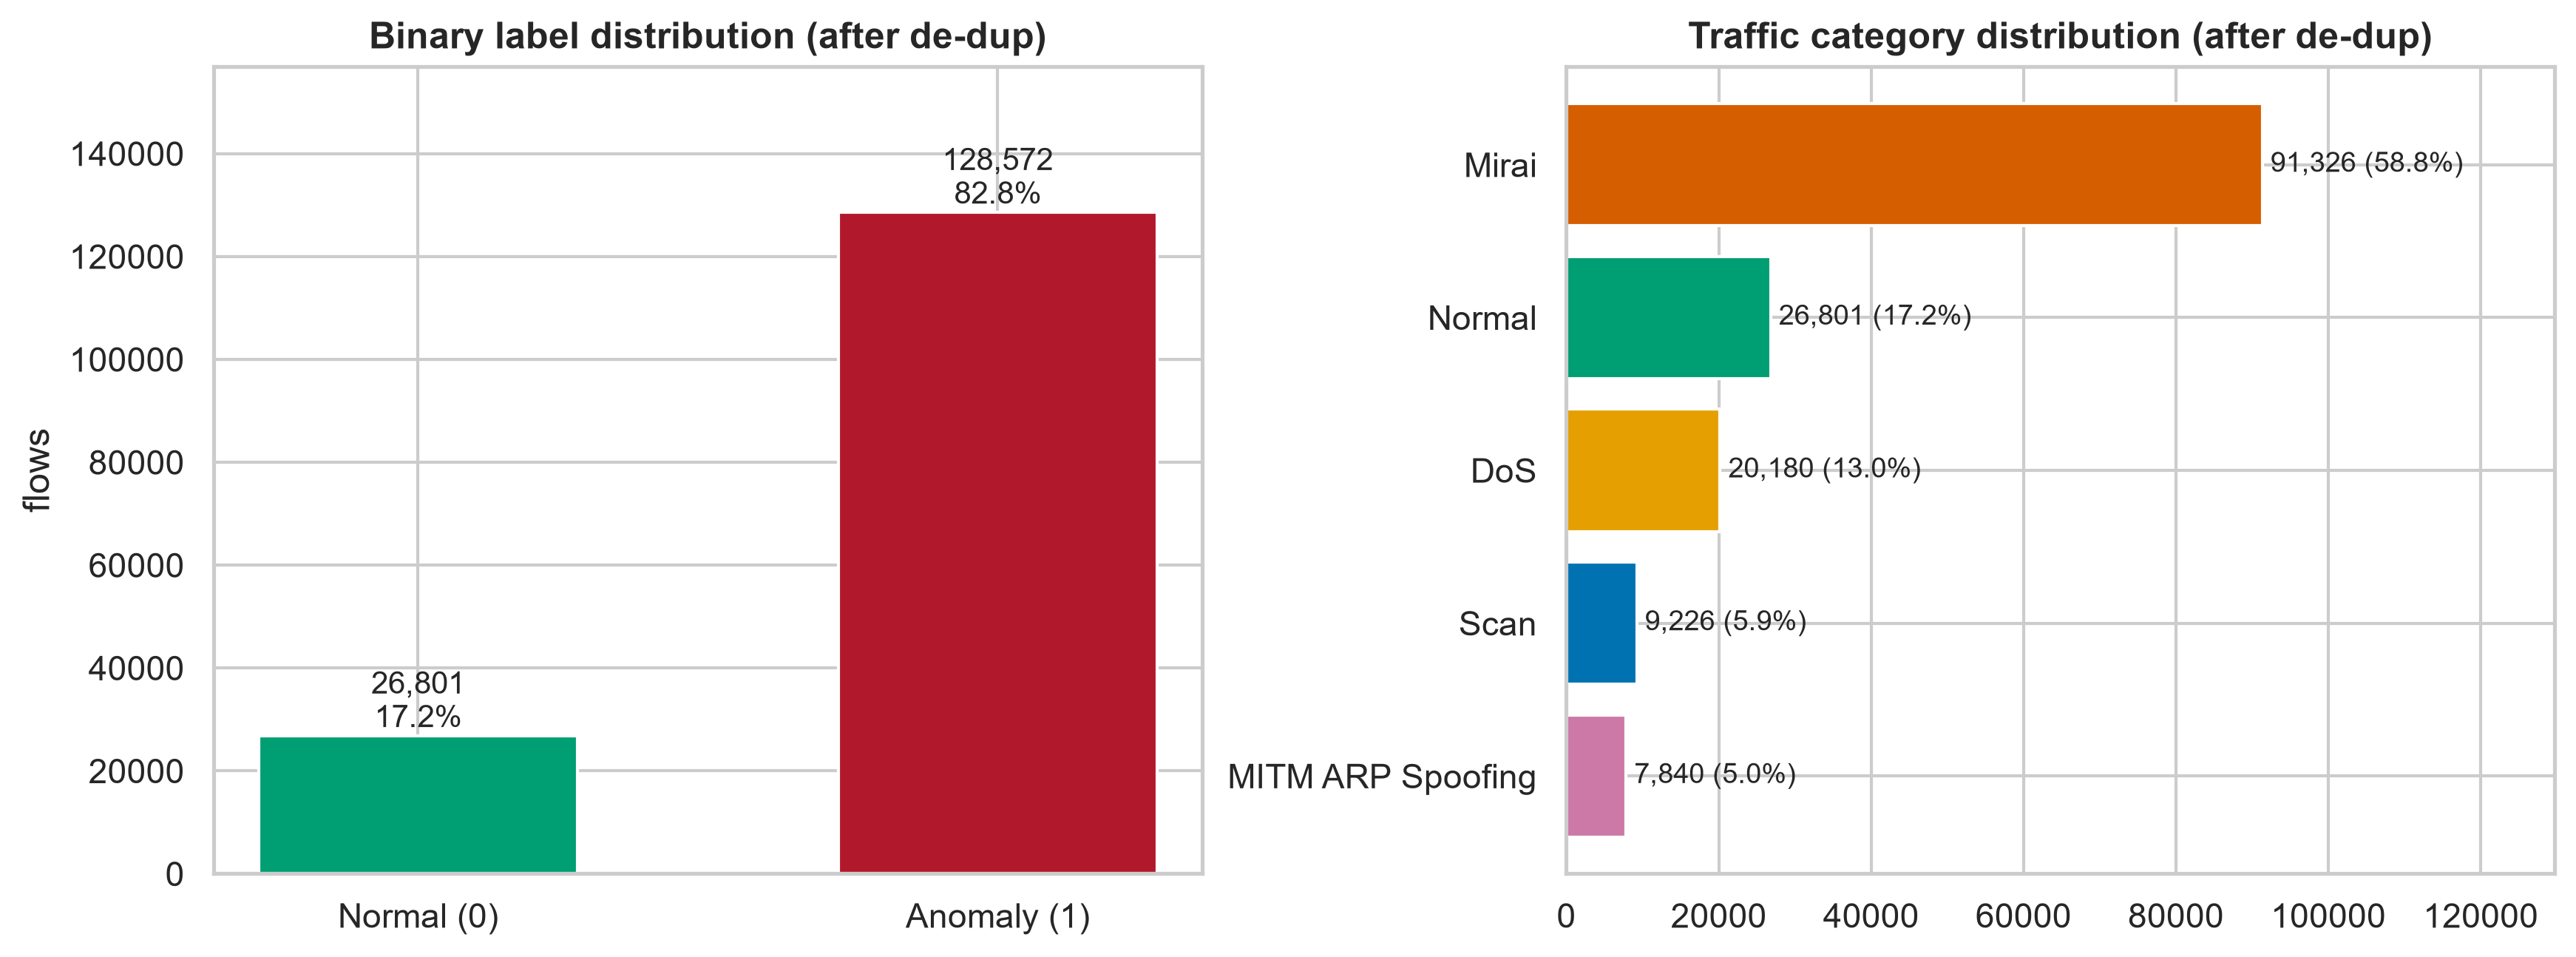 Binary label distribution (after de-dup)
flows
140000
120000
100000
80000
60000
40000
20000
0
26,801
17.2%
128,572
82.8%
Normal (0)
Anomaly (1)
Traffic category distribution (after de-dup)
Mirai
91,326 (58.8%)
Normal
26,801 (17.2%)
DoS
20,180 (13.0%)
Scan
9,226 (5.9%)
MITM ARP Spoofing
7,840 (5.0%)
0
20000
40000
60000
80000
100000
120000